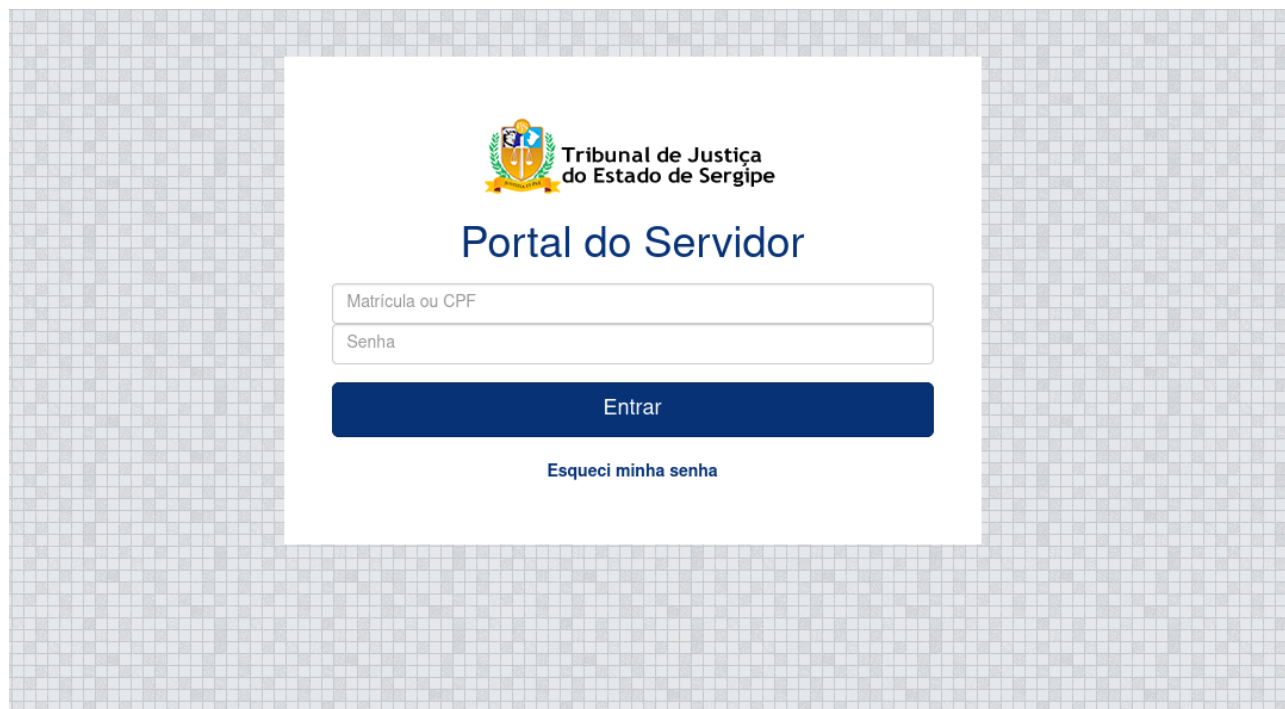 Tribunal de Justiça
do Estado de Sergipe
Portal do Servidor
Matrícula ou CPF
Senha
Entrar
Esqueci minha senha